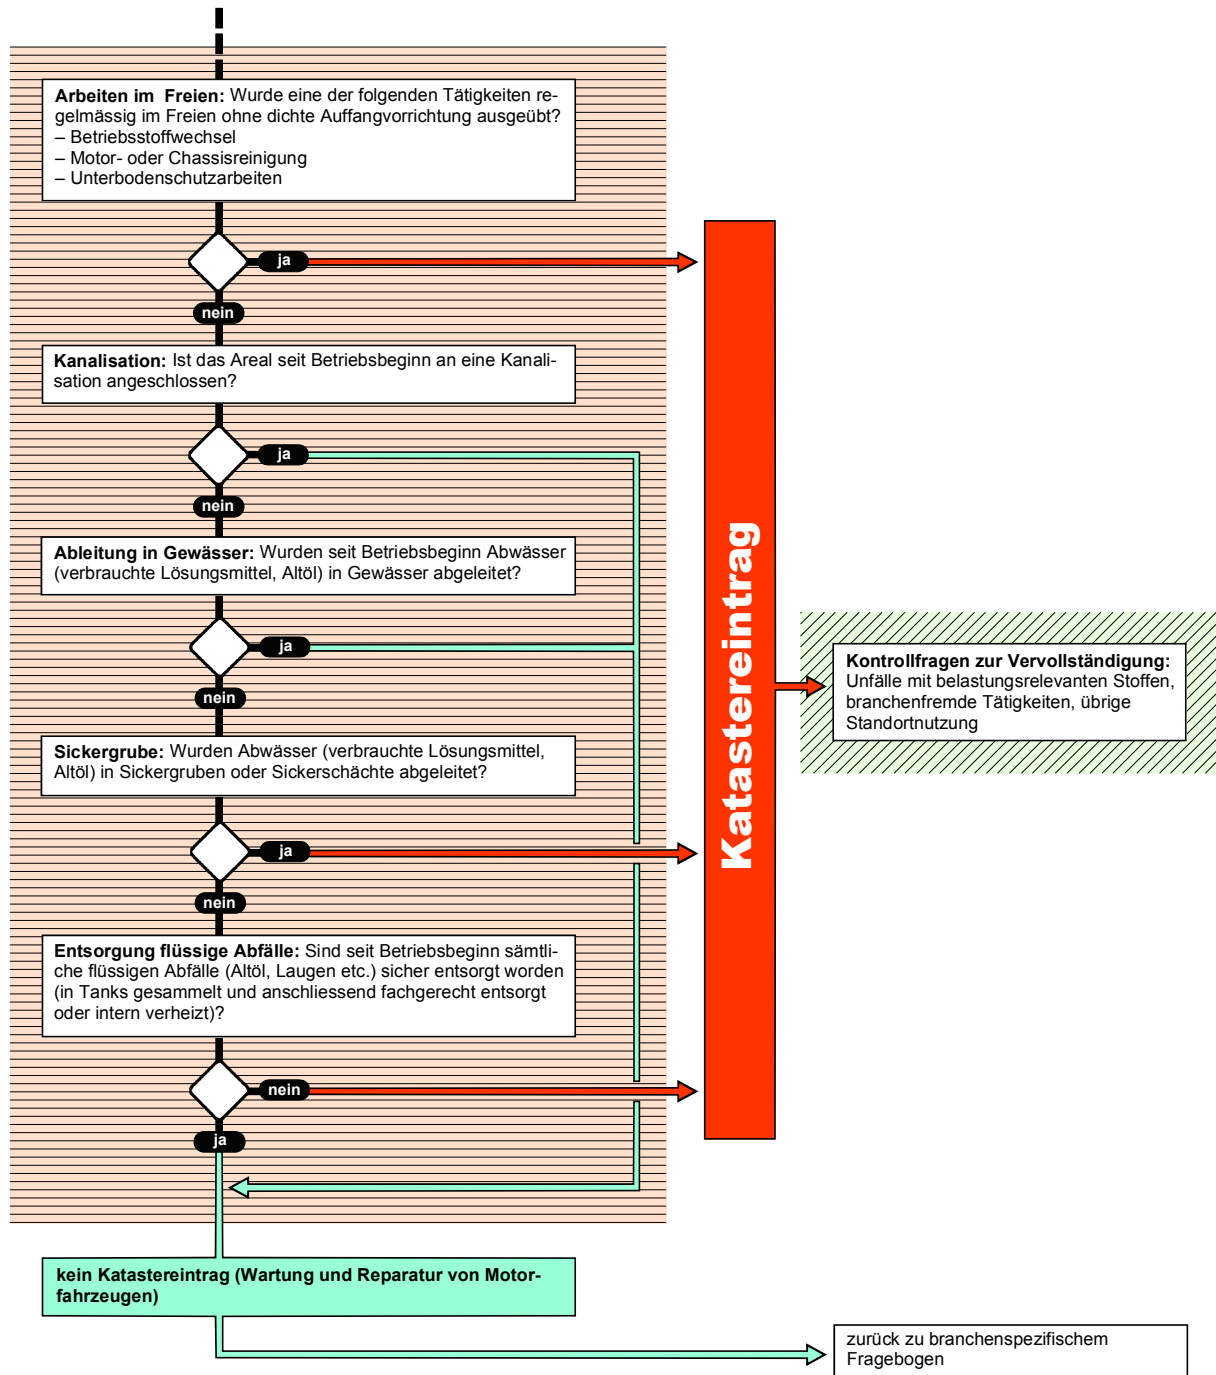 Arbeiten im Freien: Wurde eine der folgenden Tätigkeiten re-
gelmässig im Freien ohne dichte Auffangvorrichtung ausgeübt?
– Betriebsstoffwechsel
– Motor- oder Chassisreinigung
– Unterbodenschutzarbeiten
ja
nein
Kanalisation: Ist das Areal seit Betriebsbeginn an eine Kanali-
sation angeschlossen?
ja
nein
Ableitung in Gewässer: Wurden seit Betriebsbeginn Abwässer
(verbrauchte Lösungsmittel, Altöl) in Gewässer abgeleitet?
ja
nein
Sickergrube: Wurden Abwässer (verbrauchte Lösungsmittel,
Altöl) in Sickergruben oder Sickerschächte abgeleitet?
ja
nein
Entsorgung flüssige Abfälle: Sind seit Betriebsbeginn sämtli-
che flüssigen Abfälle (Altöl, Laugen etc.) sicher entsorgt worden
(in Tanks gesammelt und anschliessend fachgerecht entsorgt
oder intern verheizt)?
nein
ja
Katastereintrag
Kontrollfragen zur Vervollständigung:
Unfälle mit belastungsrelevanten Stoffen,
branchenfremde Tätigkeiten, übrige
Standortnutzung
kein Katastereintrag (Wartung und Reparatur von Motor-
fahrzeugen)
zurück zu branchenspezifischem
Fragebogen